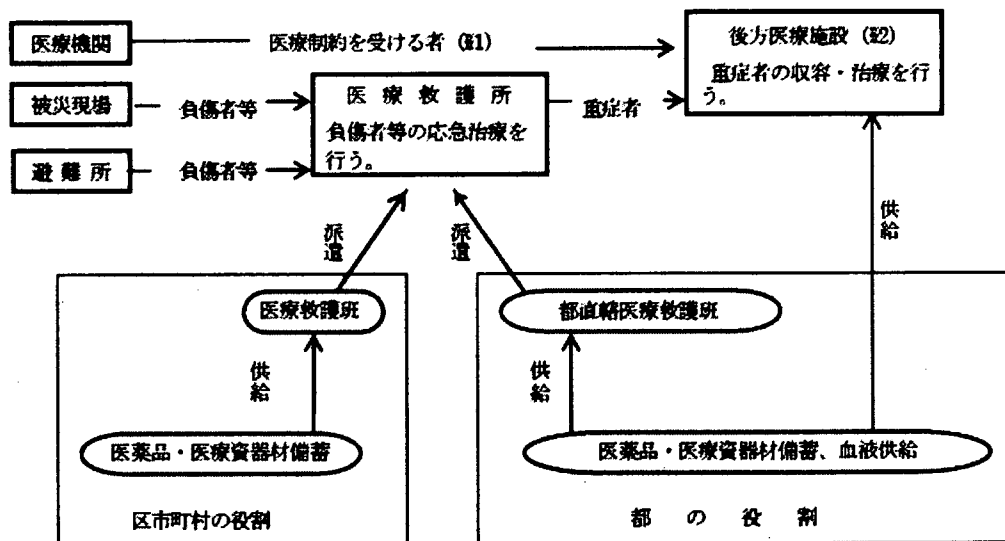 医療機関
医療制約を受ける者 (注1)
後方医療施設 (注2)
重症者の収容・治療を行
う。
被災現場
負傷者等
医療救護所
負傷者等の応急治療を
行う。
重症者
避難所
負傷者等
派遣
派遣
供給
医療救護班
都直轄医療救護班
供給
供給
医薬品・医療資器材備蓄
医薬品・医療資器材備蓄、血液供給
区市町村の役割
都の役割